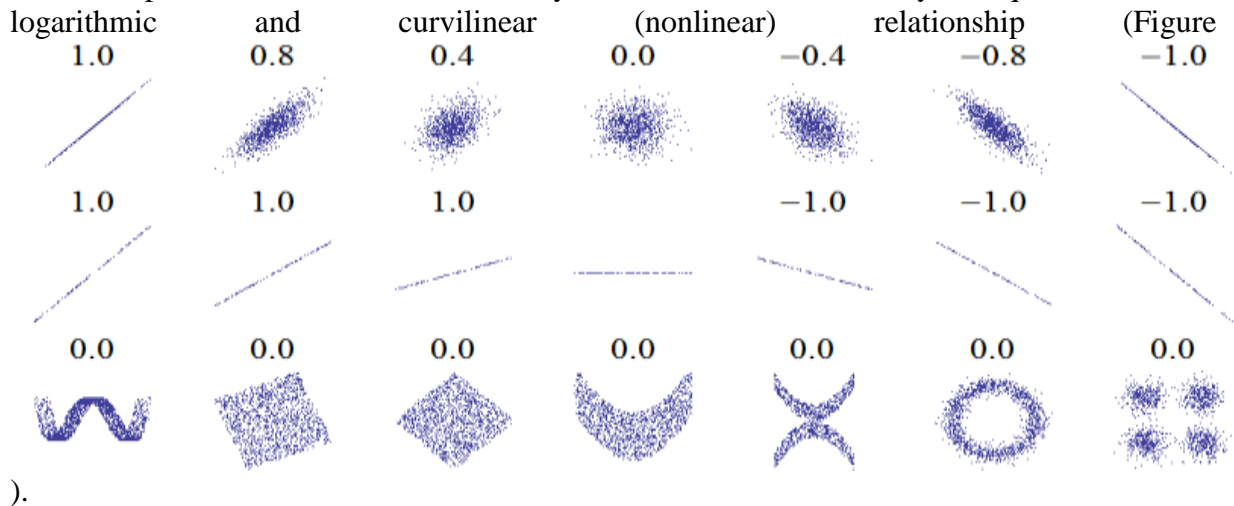 logarithmic and curvilinear (nonlinear) relationship (Figure
1.0 0.8 0.4 0.0 −0.4 −0.8 −1.0
1.0 1.0 1.0 −1.0 −1.0 −1.0
0.0 0.0 0.0 0.0 0.0 0.0 0.0
).